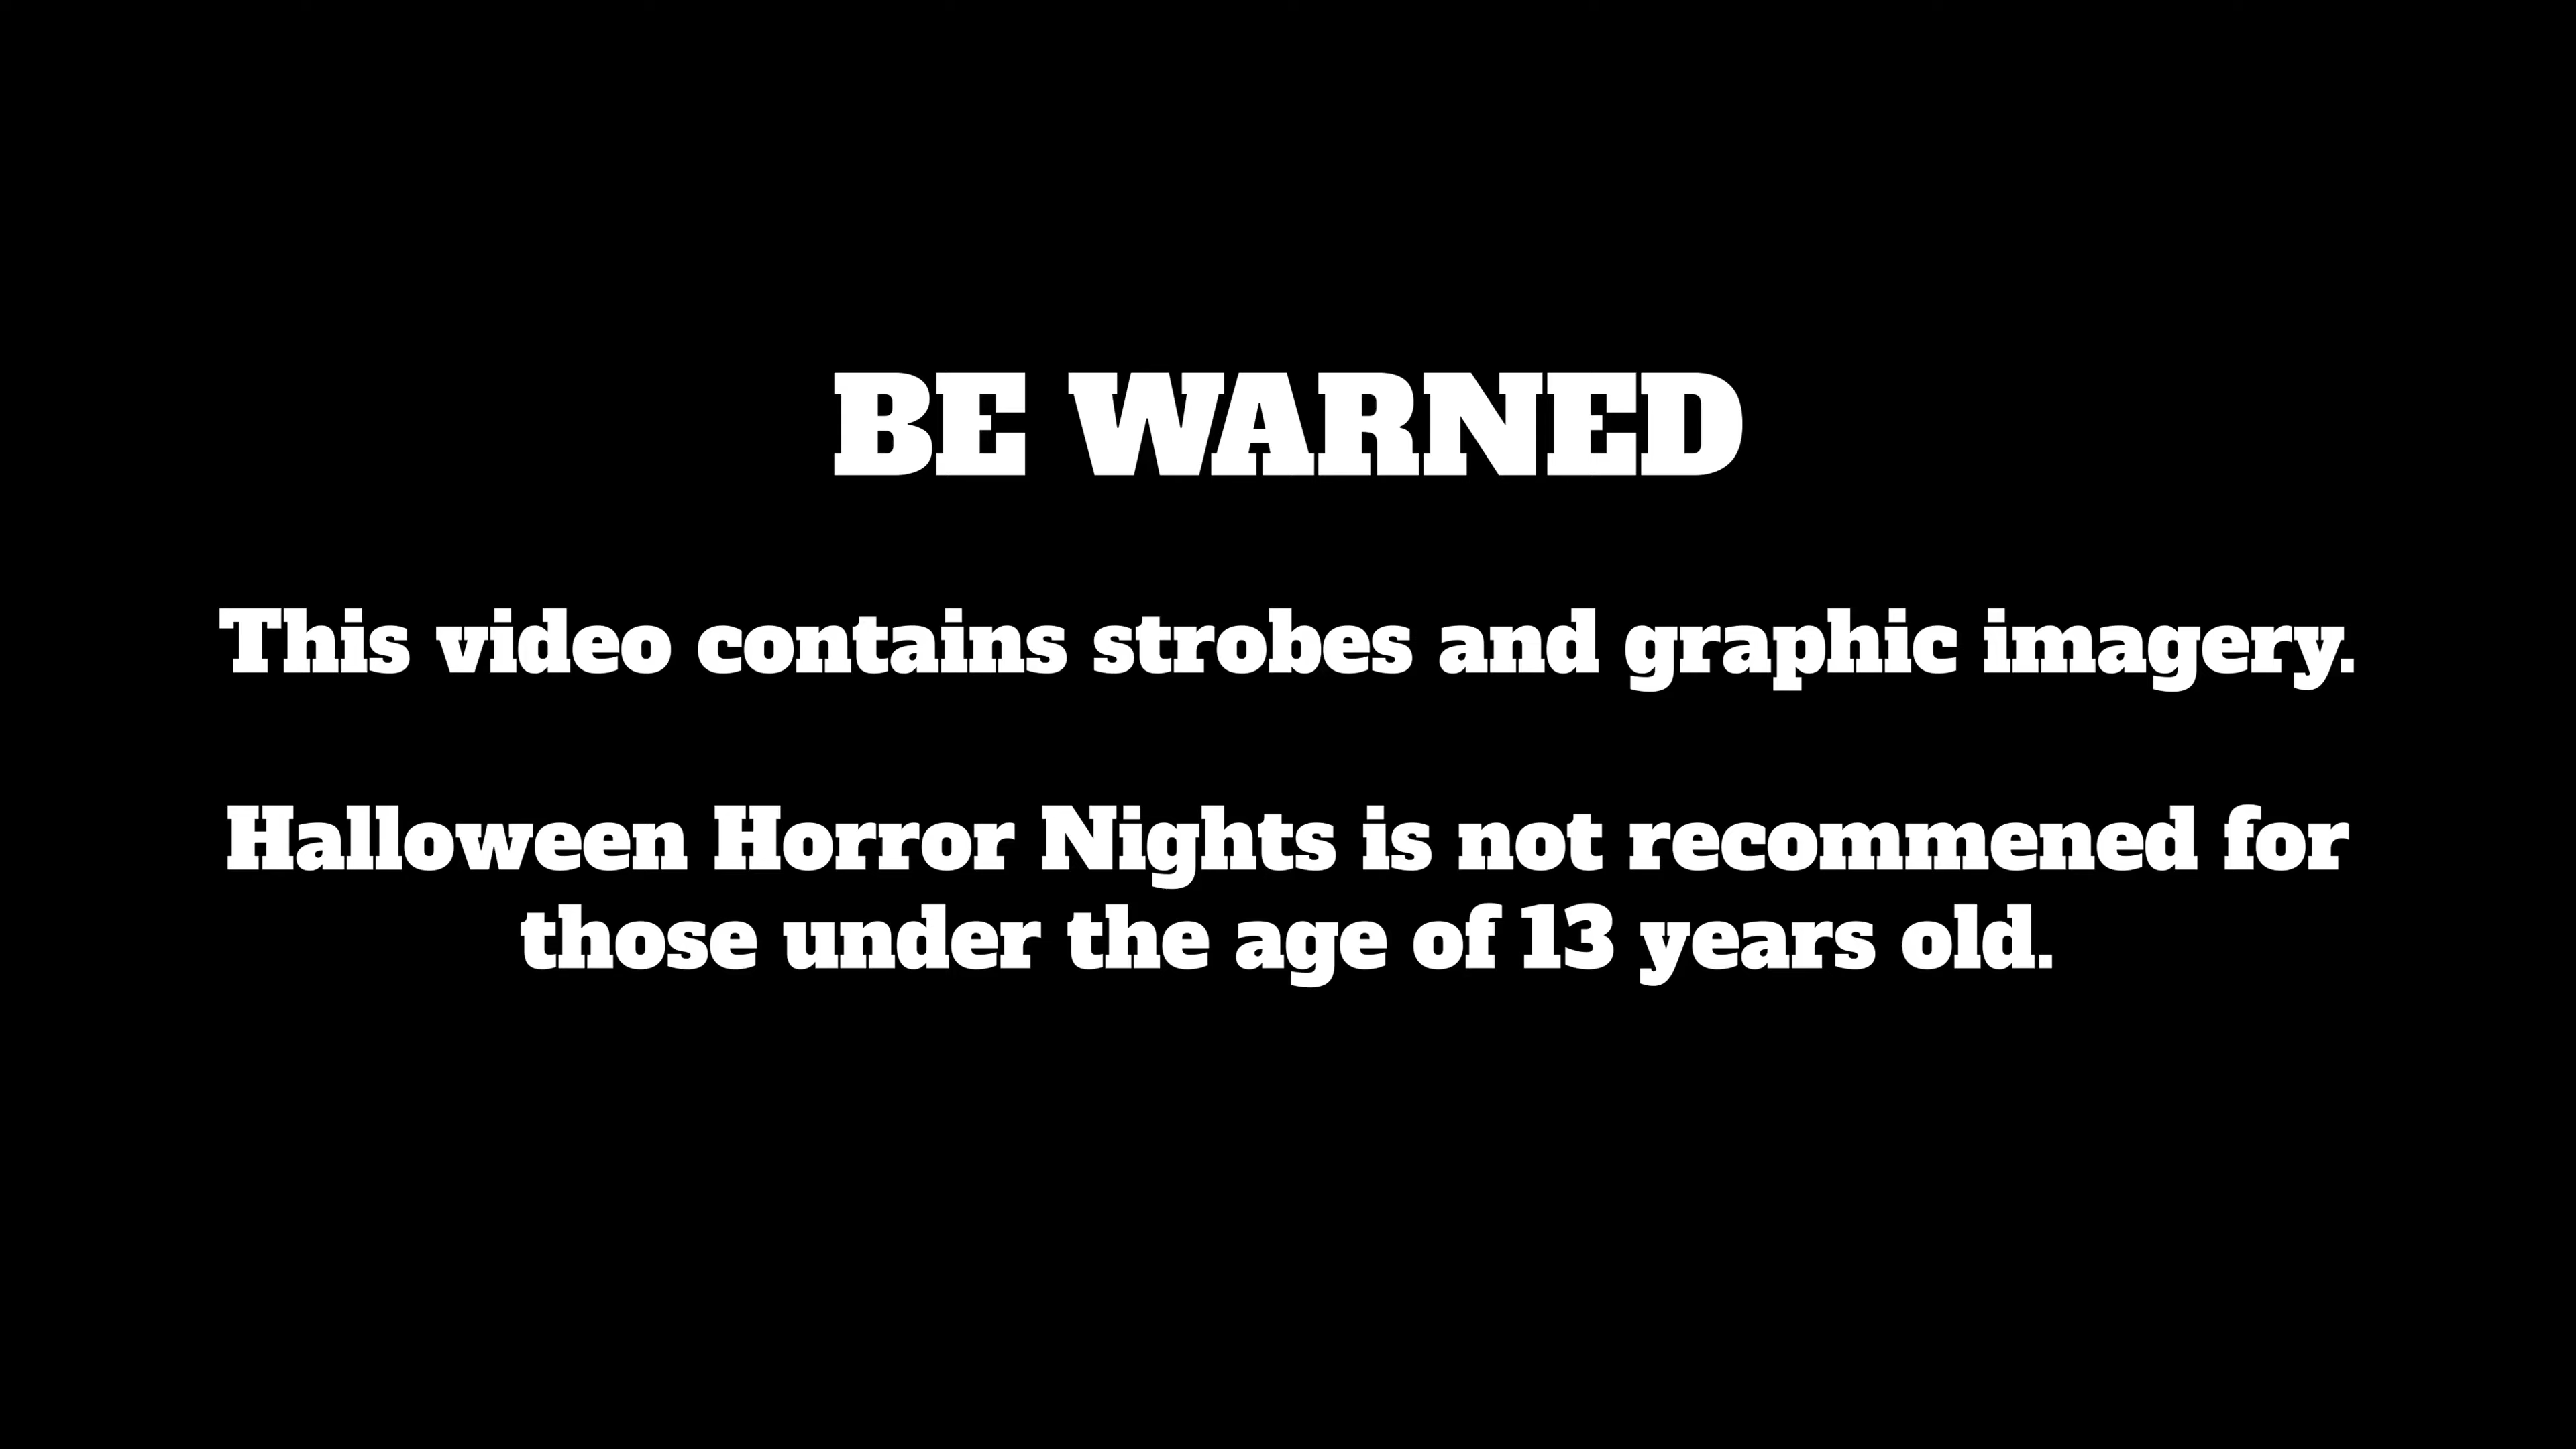 BE WARNED
This video contains strobes and graphic imagery.
Halloween Horror Nights is not recommened for
those under the age of 13 years old.